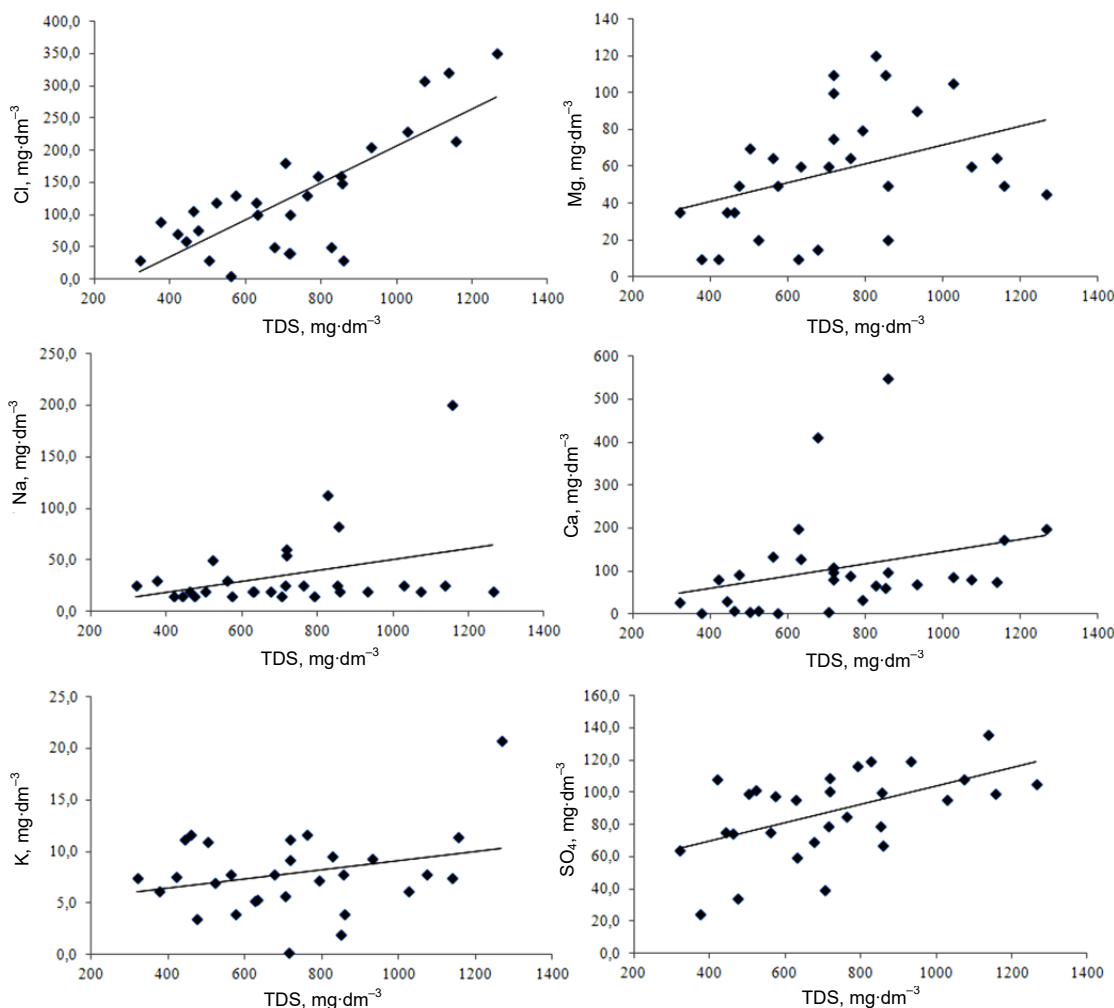 Cl, mg·dm⁻³
400,0
350,0
300,0
250,0
200,0
150,0
100,0
50,0
0,0
200 400 600 800 1000 1200 1400
TDS, mg·dm⁻³
Mg, mg·dm⁻³
140
120
100
80
60
40
20
0
200 400 600 800 1000 1200 1400
TDS, mg·dm⁻³
Na, mg·dm⁻³
250,0
200,0
150,0
100,0
50,0
0,0
200 400 600 800 1000 1200 1400
TDS, mg·dm⁻³
Ca, mg·dm⁻³
600
500
400
300
200
100
0
200 400 600 800 1000 1200 1400
TDS, mg·dm⁻³
K, mg·dm⁻³
25,0
20,0
15,0
10,0
5,0
0,0
200 400 600 800 1000 1200 1400
TDS, mg·dm⁻³
SO₄, mg·dm⁻³
160,0
140,0
120,0
100,0
80,0
60,0
40,0
20,0
0,0
200 400 600 800 1000 1200 1400
TDS, mg·dm⁻³